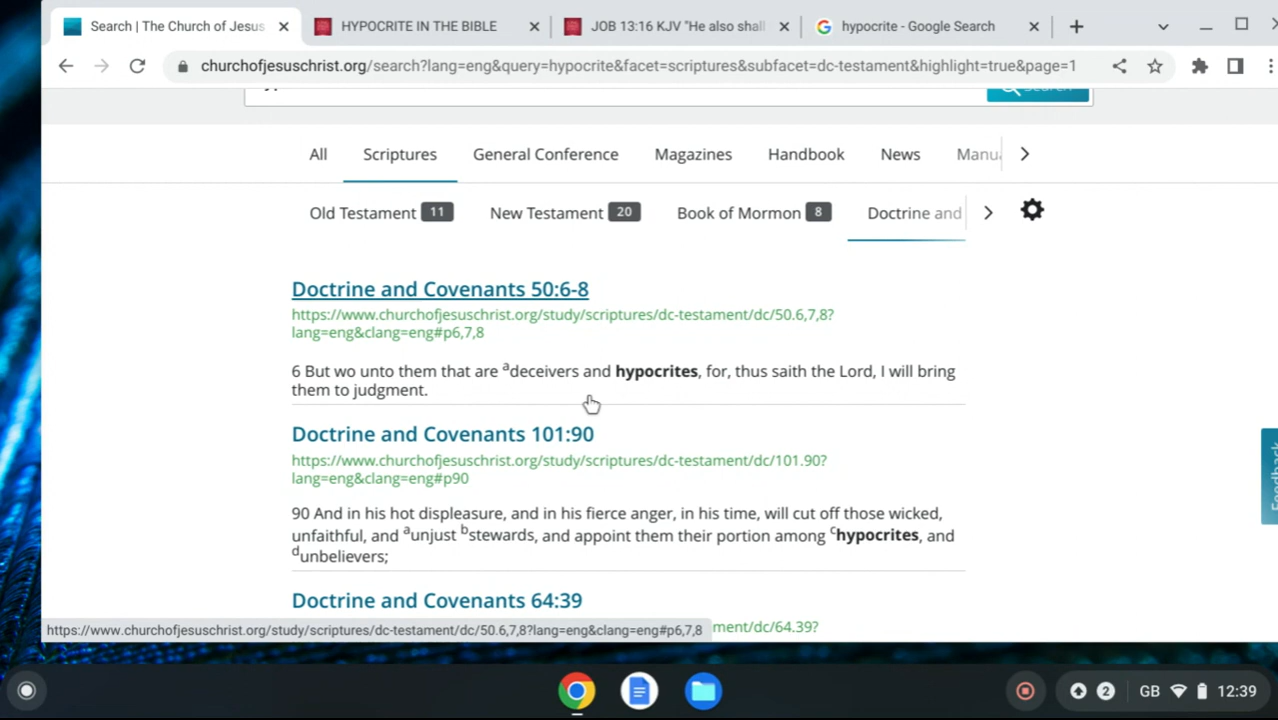 Search | The Church of Jesus
HYPOCRITE IN THE BIBLE
JOB 13:16 KJV "He also shal
hypocrite - Google Search
churchofjesuschrist.org/search?lang=eng&query=hypocrite&facet=scriptures&subfacet=dc-testament&highlight=true&page=1
Search
All
Scriptures
General Conference
Magazines
Handbook
News
Manu
Old Testament 11
New Testament 20
Book of Mormon 8
Doctrine and
Doctrine and Covenants 50:6-8
https://www.churchofjesuschrist.org/study/scriptures/dc-testament/dc/50.6,7,8?
lang=eng&clang=eng#p6,7,8
6 But wo unto them that are adeceivers and hypocrites, for, thus saith the Lord, I will bring
them to judgment.
Doctrine and Covenants 101:90
https://www.churchofjesuschrist.org/study/scriptures/dc-testament/dc/101.90?
lang=eng&clang=eng#p90
90 And in his hot displeasure, and in his fierce anger, in his time, will cut off those wicked,
unfaithful, and aunjust bstewards, and appoint them their portion among chypocrites, and
dunbelievers;
Doctrine and Covenants 64:39
ment/dc/64.39?
https://www.churchofjesuschrist.org/study/scriptures/dc-testament/dc/50.6,7,8?lang=eng&clang=eng#p6,7,8
Feedback
2
GB
12:39